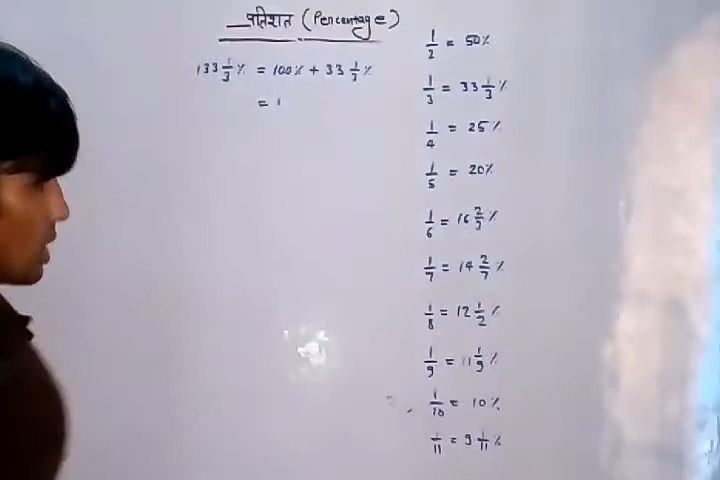 प्रतिशत (Percentage)
133 1/3 % = 100% + 33 1/3 %
= 1
1/2 = 50%
1/3 = 33 1/3 %
1/4 = 25%
1/5 = 20%
1/6 = 16 2/3 %
1/7 = 14 2/7 %
1/8 = 12 1/2 %
1/9 = 11 1/9 %
1/10 = 10%
1/11 = 9 1/11 %